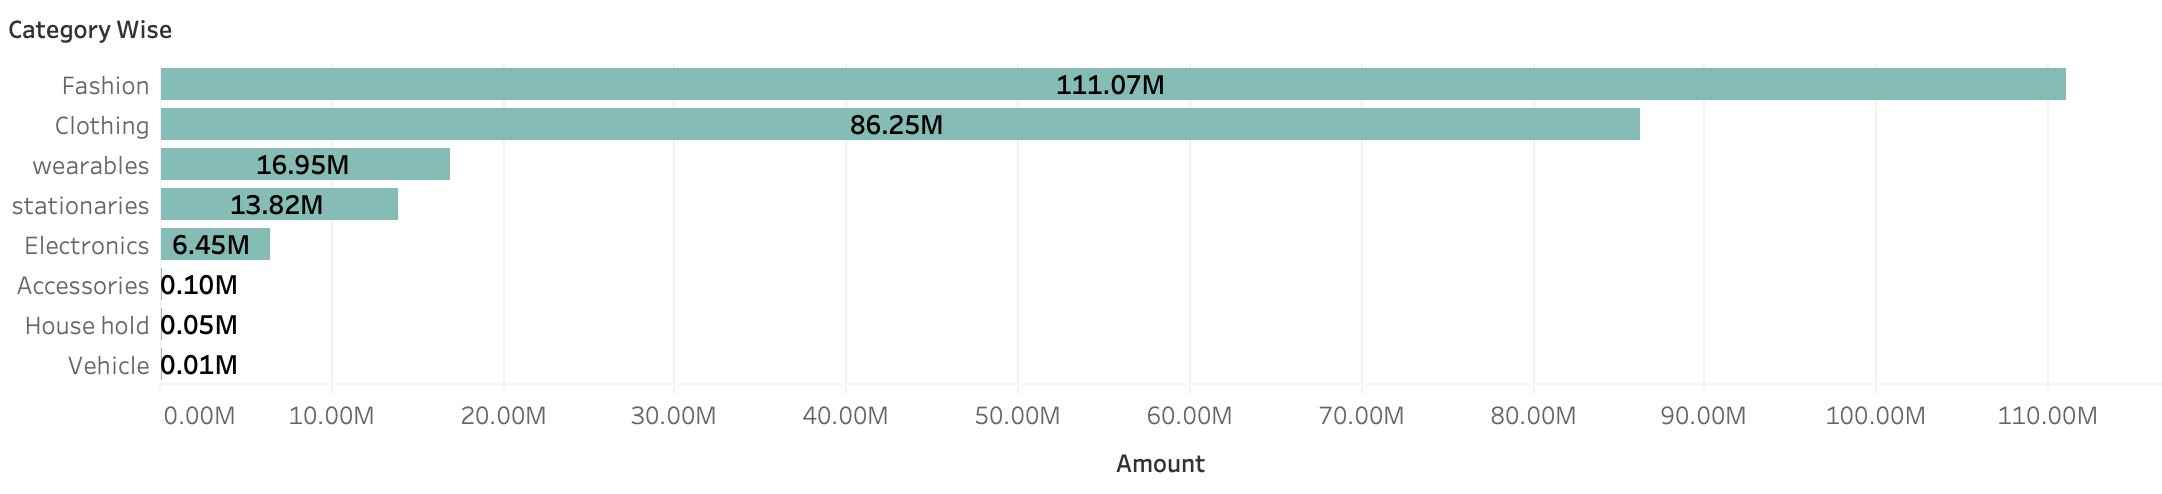 Category Wise
Fashion 111.07M
Clothing 86.25M
wearables 16.95M
stationaries 13.82M
Electronics 6.45M
Accessories 0.10M
House hold 0.05M
Vehicle 0.01M
0.00M 10.00M 20.00M 30.00M 40.00M 50.00M 60.00M 70.00M 80.00M 90.00M 100.00M 110.00M
Amount